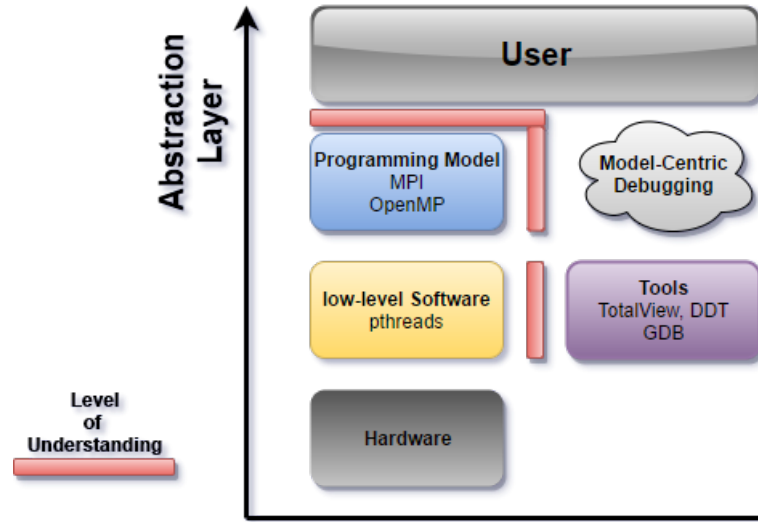 Abstraction
Layer
User
Programming Model
MPI
OpenMP
Model-Centric
Debugging
low-level Software
pthreads
Tools
TotalView, DDT
GDB
Hardware
Level
of
Understanding